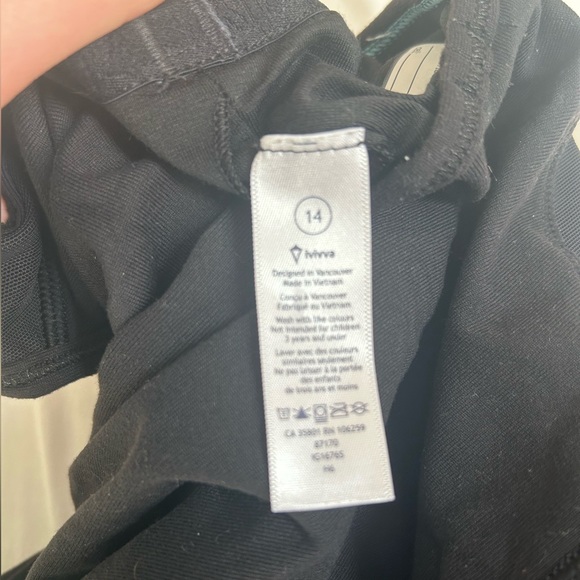 14
ivivva
Designed in Vancouver
Made in Vietnam
Conçu à Vancouver
Fabriqué au Vietnam
Wash with like colours
Not intended for children
3 years and under
Laver avec des couleurs
similaires seulement
Ne pas laisser à la portée
des enfants
de trois ans et moins
CA 35801 RN 106259
87170
IG1676S